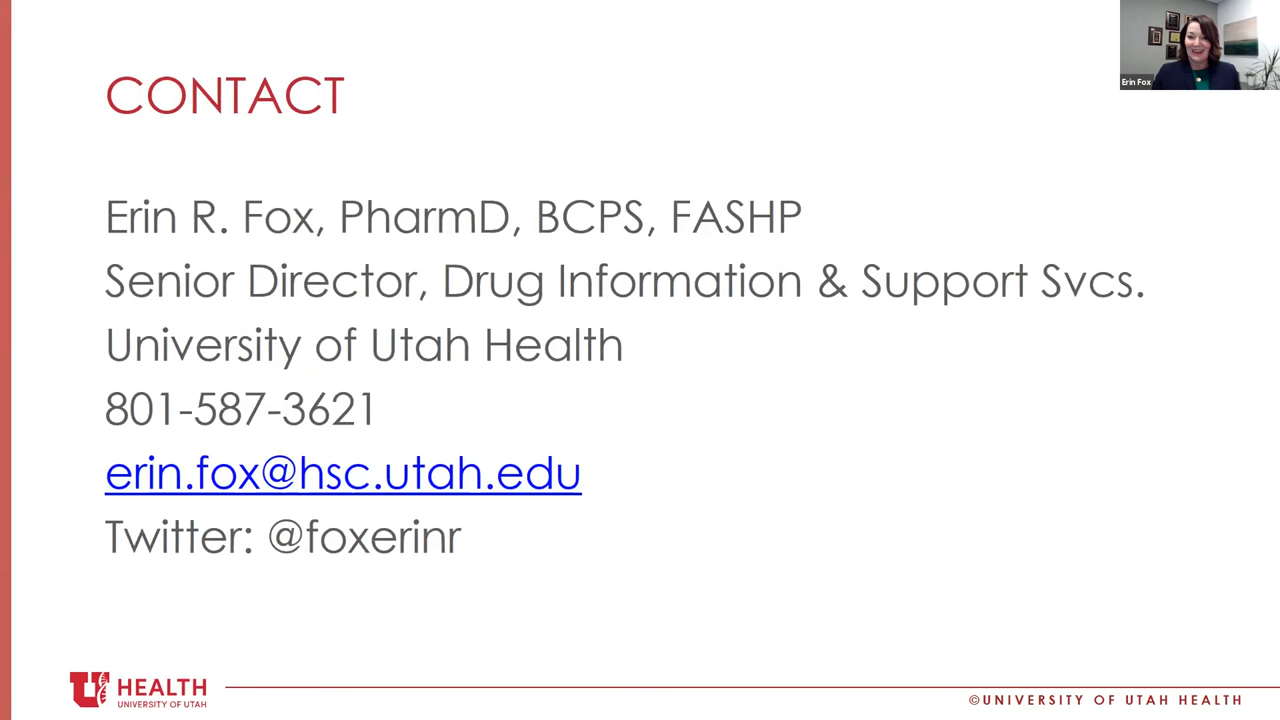 CONTACT
Erin Fox
Erin R. Fox, PharmD, BCPS, FASHP
Senior Director, Drug Information & Support Svcs.
University of Utah Health
801-587-3621
erin.fox@hsc.utah.edu
Twitter: @foxerinr
U HEALTH
UNIVERSITY OF UTAH
©UNIVERSITY OF UTAH HEALTH